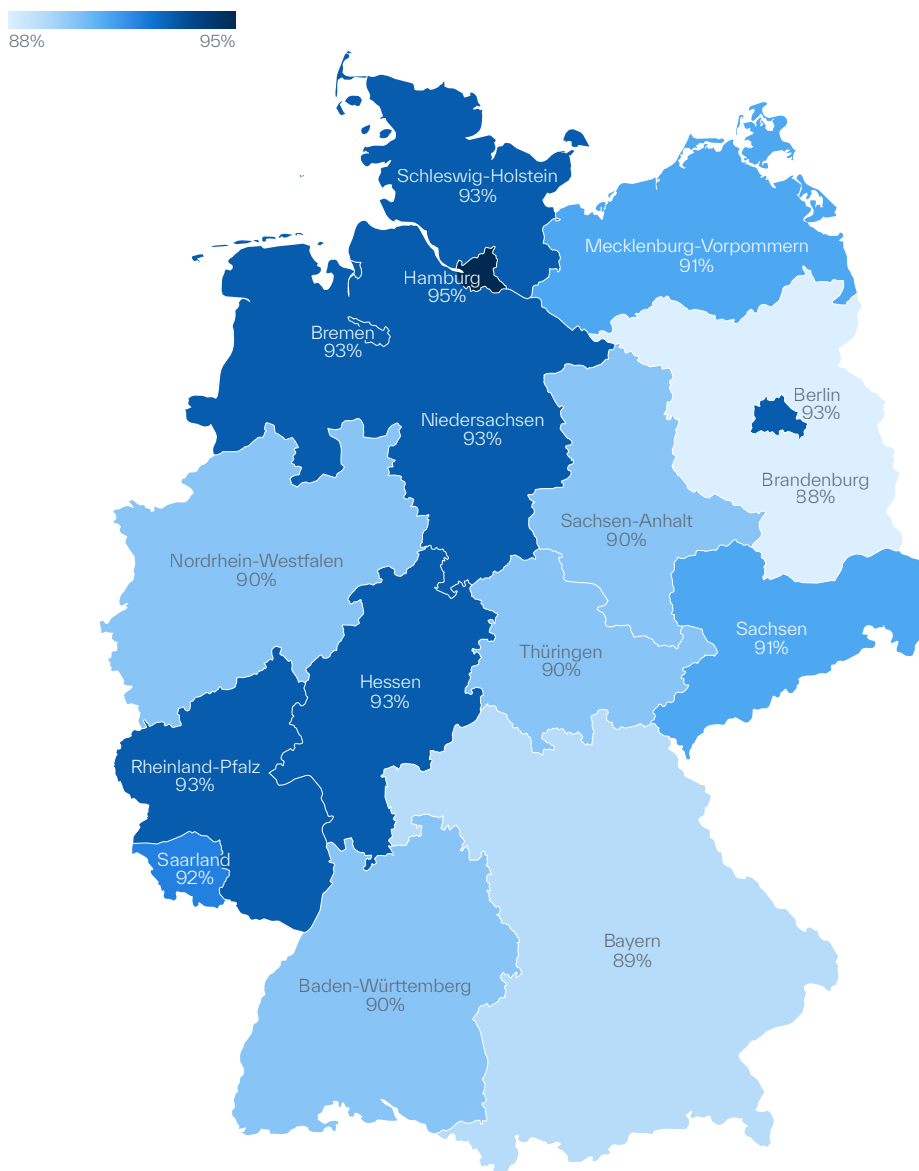 88% 95%
Schleswig-Holstein
93%
Mecklenburg-Vorpommern
91%
Hamburg
95%
Bremen
93%
Berlin
93%
Niedersachsen
93%
Brandenburg
88%
Sachsen-Anhalt
90%
Nordrhein-Westfalen
90%
Sachsen
91%
Thüringen
90%
Hessen
93%
Rheinland-Pfalz
93%
Saarland
92%
Bayern
89%
Baden-Württemberg
90%